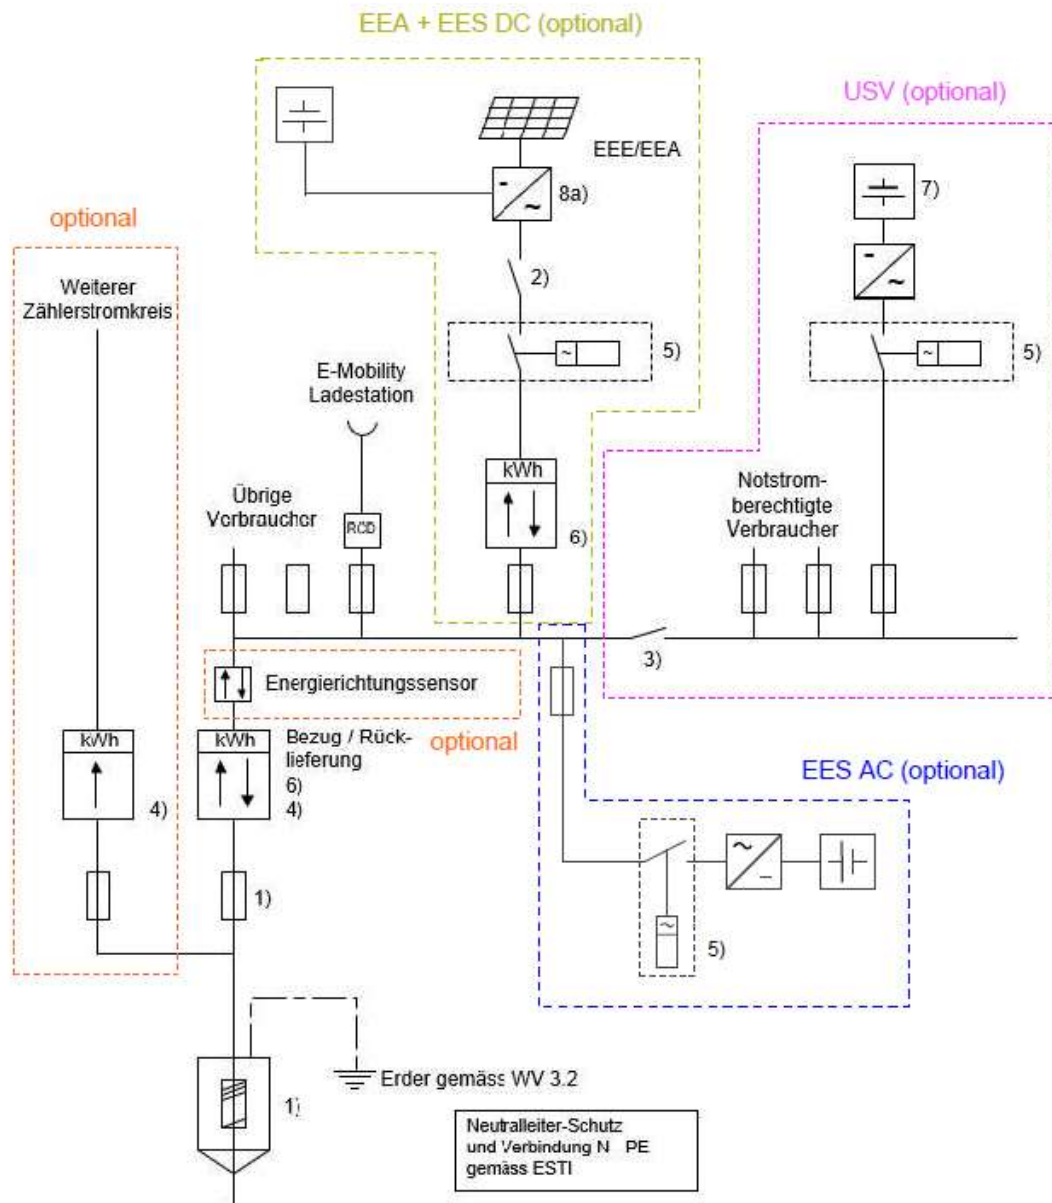 EEA + EES DC (optional)
USV (optional)
EEE/EEA
8a)
7)
optional
Weiterer
Zählerstromkreis
2)
5)
5)
E-Mobility
Ladestation
kWh
Übrige
Verbraucher
RCD
6)
Notstrom-
berechtigte
Verbraucher
3)
Energierichtungssensor
kWh
kWh
Bezug / Rück-
lieferung
6)
4)
optional
4)
EES AC (optional)
1)
5)
Erder gemäss WV 3.2
1)
Neutralleiter-Schutz
und Verbindung N PE
gemäss ESTI